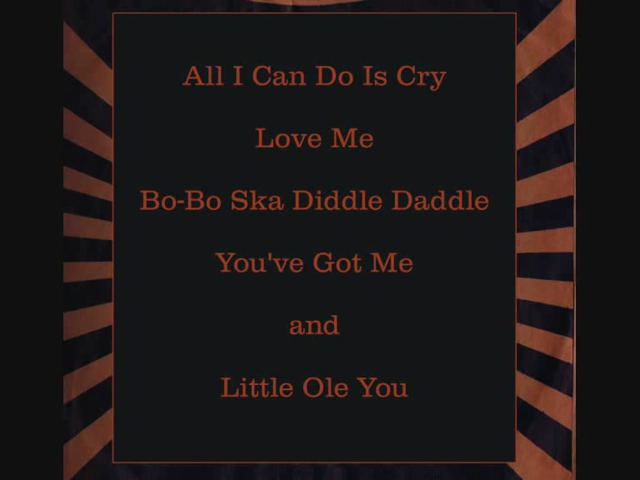 All I Can Do Is Cry
Love Me
Bo-Bo Ska Diddle Daddle
You've Got Me
and
Little Ole You